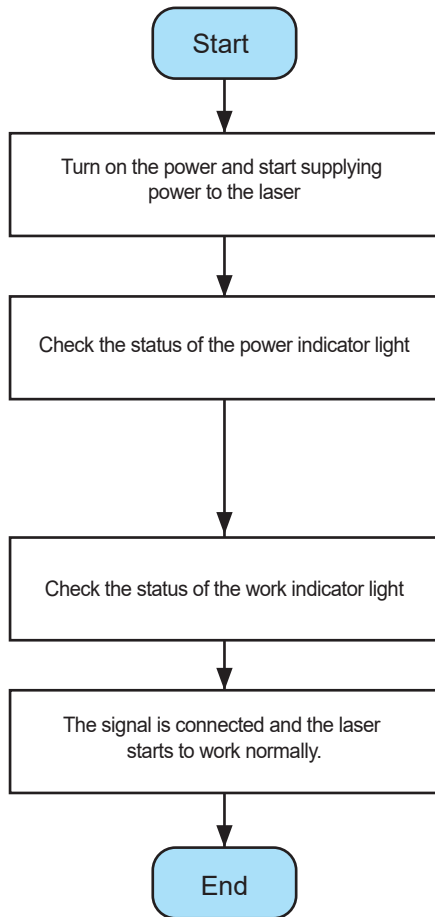 Start
Turn on the power and start supplying
power to the laser
Check the status of the power indicator light
Check the status of the work indicator light
The signal is connected and the laser
starts to work normally.
End